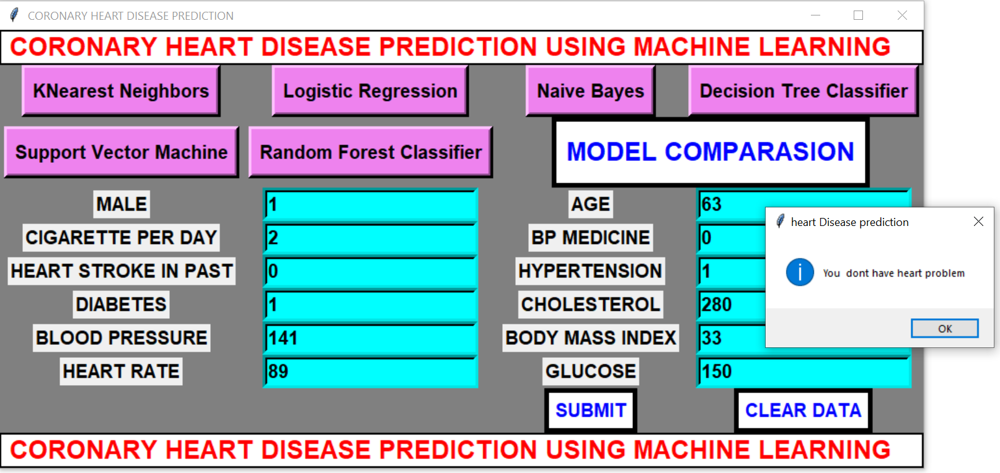 CORONARY HEART DISEASE PREDICTION
CORONARY HEART DISEASE PREDICTION USING MACHINE LEARNING
KNearest Neighbors Logistic Regression Naive Bayes Decision Tree Classifier
Support Vector Machine Random Forest Classifier MODEL COMPARASION
MALE 1 AGE 63
CIGARETTE PER DAY 2 BP MEDICINE 0
HEART STROKE IN PAST 0 HYPERTENSION 1
DIABETES 1 CHOLESTEROL 280
BLOOD PRESSURE 141 BODY MASS INDEX 33
HEART RATE 89 GLUCOSE 150
SUBMIT CLEAR DATA
CORONARY HEART DISEASE PREDICTION USING MACHINE LEARNING
heart Disease prediction
You dont have heart problem
OK